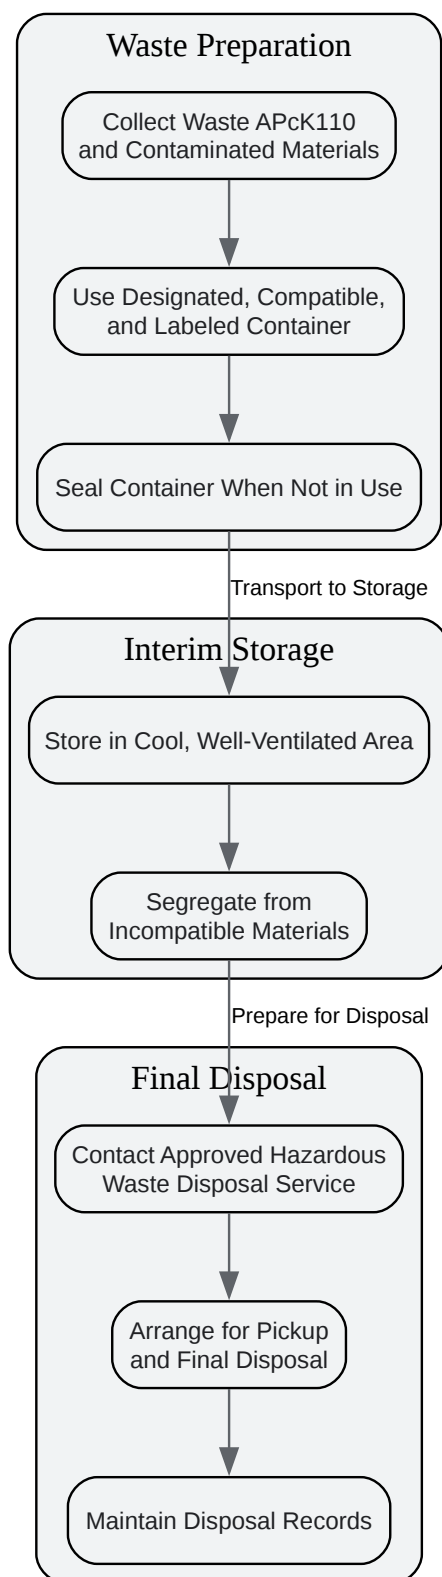 Waste Preparation
Collect Waste APcK110
and Contaminated Materials
Use Designated, Compatible,
and Labeled Container
Seal Container When Not in Use
Transport to Storage
Interim Storage
Store in Cool, Well-Ventilated Area
Segregate from
Incompatible Materials
Prepare for Disposal
Final Disposal
Contact Approved Hazardous
Waste Disposal Service
Arrange for Pickup
and Final Disposal
Maintain Disposal Records